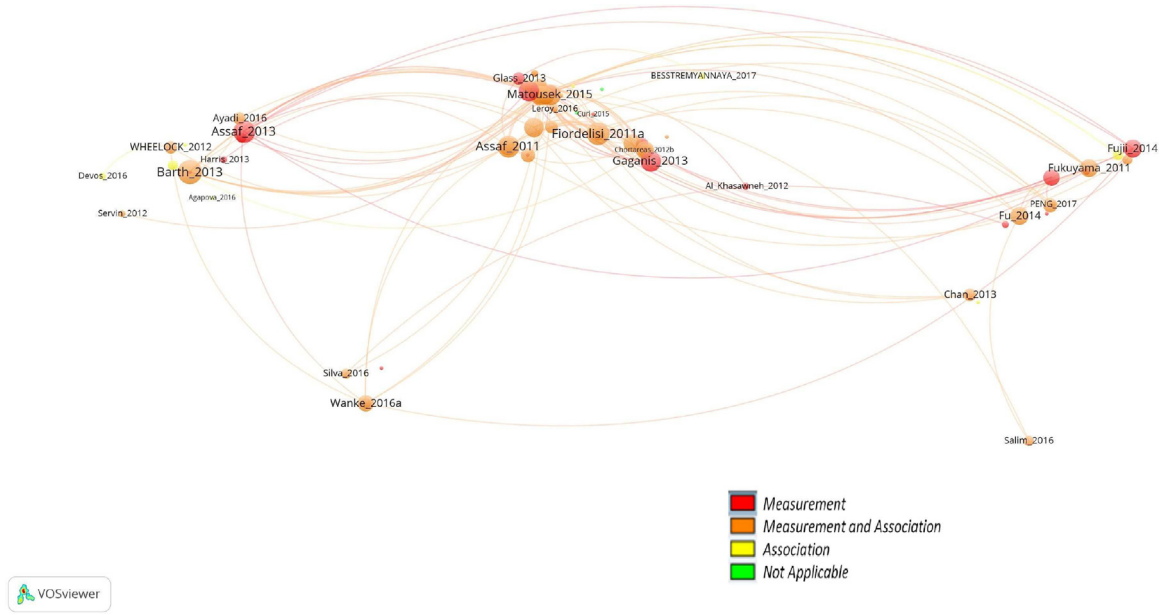 Glass_2013
BESSTREMYANNAYA_2017
Matousek_2015
Leroy_2016
Curi_2015
Ayadi_2016
Assaf_2013
Fiordelisi_2011a
WHEELOCK_2012
Assaf_2011
Chortareas_2012b
Fujii_2014
Harris_2013
Gaganis_2013
Fukuyama_2011
Barth_2013
Devos_2016
Al_Khasawneh_2012
Agapova_2016
PENG_2017
Servin_2012
Fu_2014
Chan_2013
Silva_2016
Wanke_2016a
Salim_2016
Measurement
Measurement and Association
Association
Not Applicable
VOSviewer